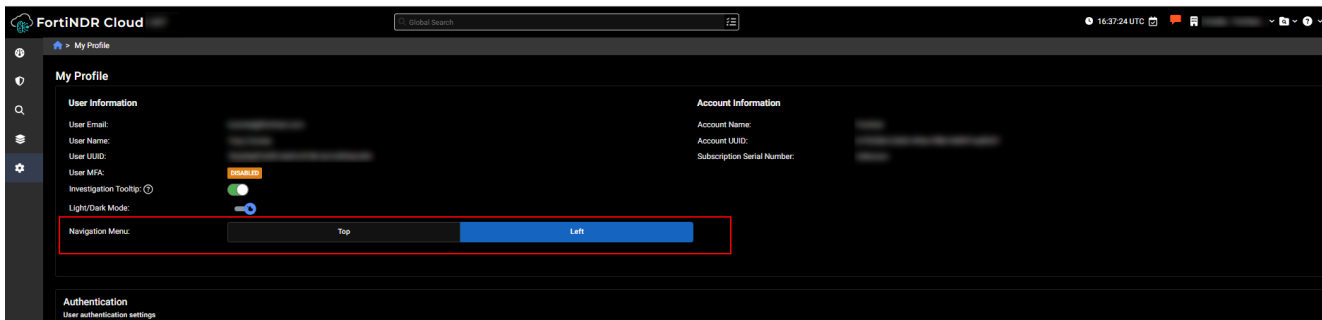 FortiNDR Cloud
Global Search
16:37:24 UTC
> My Profile
My Profile
User Information
Account Information
User Email:
Account Name:
User Name:
Account UUID:
User UUID:
Subscription Serial Number:
User MFA:
DISABLED
Investigation Tooltip: ?
Light/Dark Mode:
Navigation Menu:
Top
Left
Authentication
User authentication settings